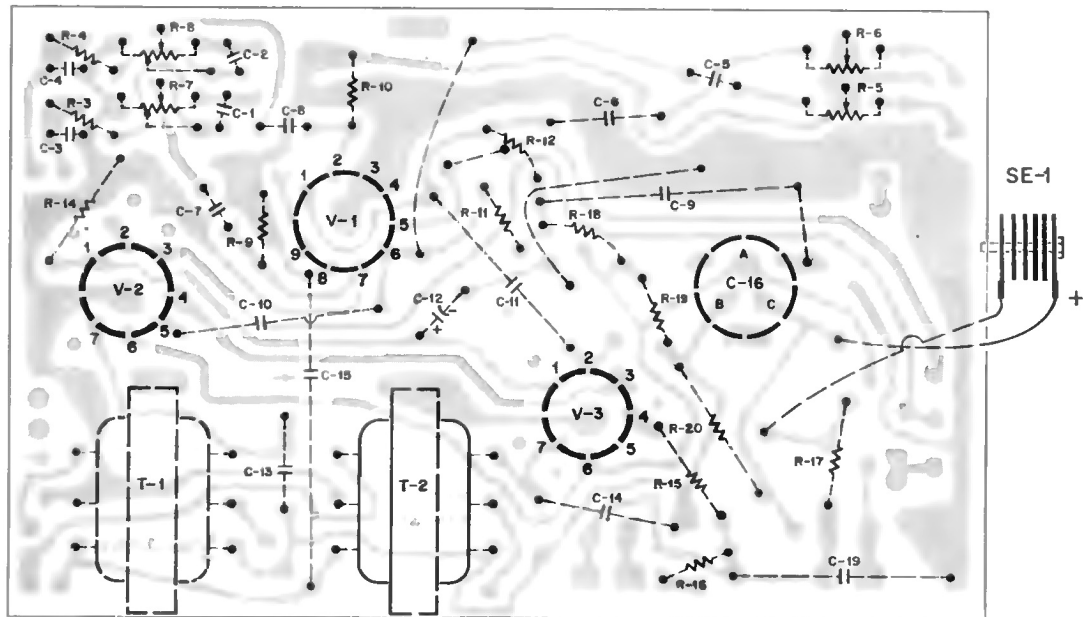 R-4
R-8
C-2
C-4
R-3
R-7
C-1
C-8
C-3
R-10
C-5
R-6
R-5
C-6
R-12
SE-1
+
R-14
C-7
R-9
1
2
3
4
5
6
7
8
9
V-1
R-11
R-18
C-9
A
B
C
C-16
1
2
3
4
5
6
7
V-2
C-10
C-12
+
C-11
R-19
C-15
1
2
3
4
5
6
7
V-3
R-20
R-15
R-17
T-1
C-13
T-2
C-14
R-16
C-19